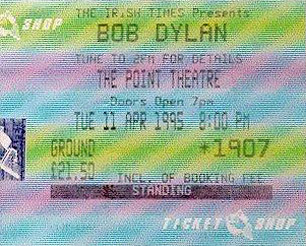 SHOP
THE IRISH TIMES Presents
BOB DYLAN
TUNE TO 2FM FOR DETAILS
THE POINT THEATRE
Doors Open 7pm
TUE 11 APR 1995 8:00 PM
GROUND *1907
£21.50 INCL. OF BOOKING FEE
STANDING
TICKET SHOP